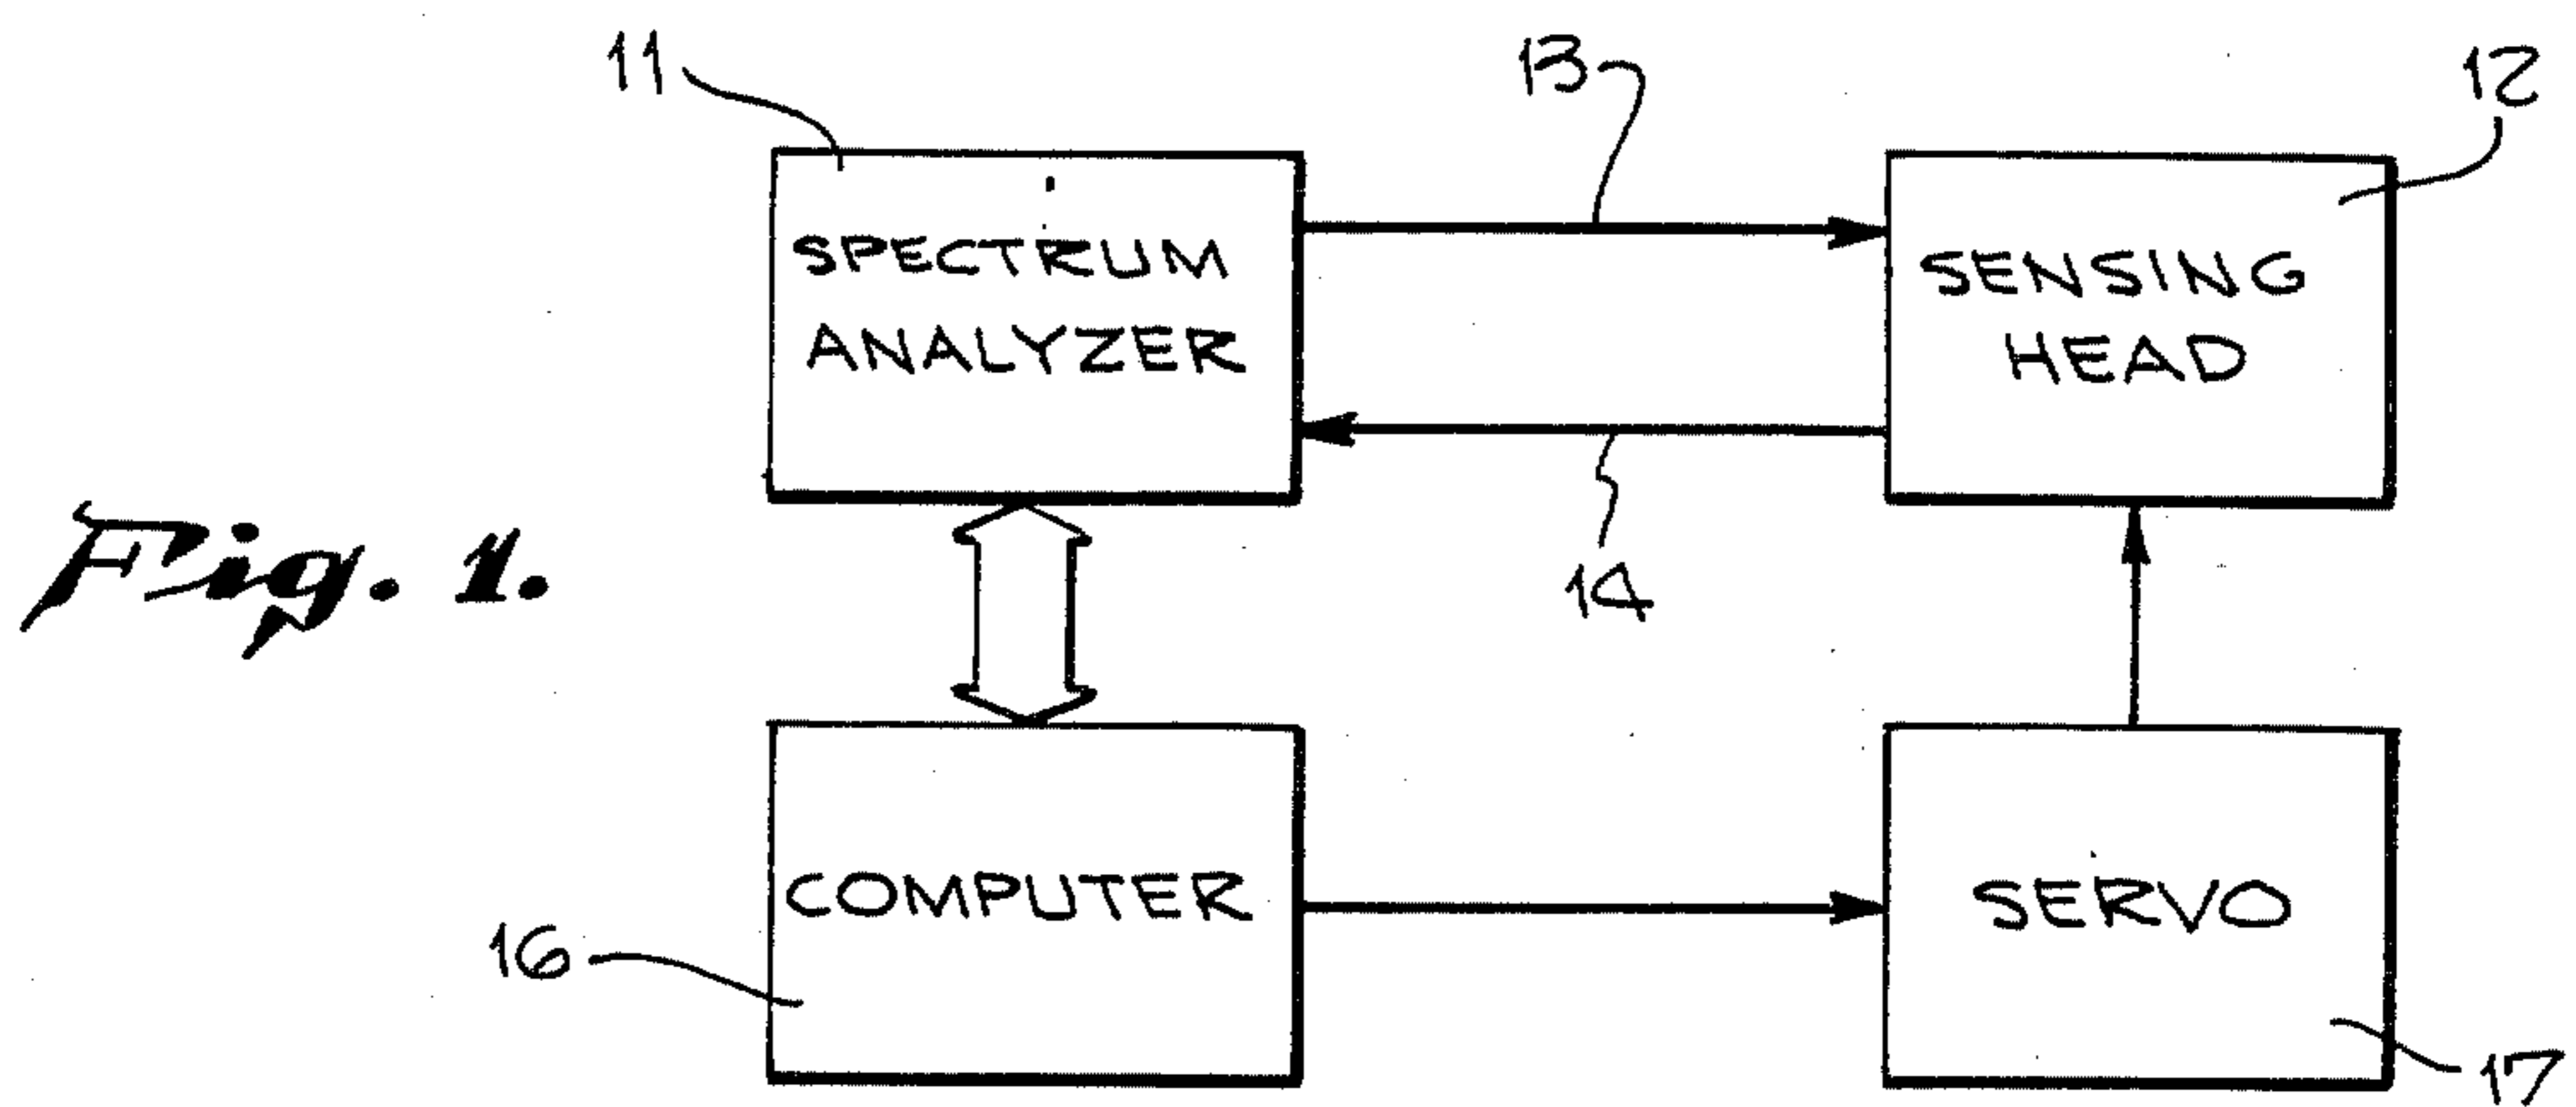 11
13
12
SPECTRUM
ANALYZER
SENSING
HEAD
14
Fig. 1.
COMPUTER
SERVO
16
17